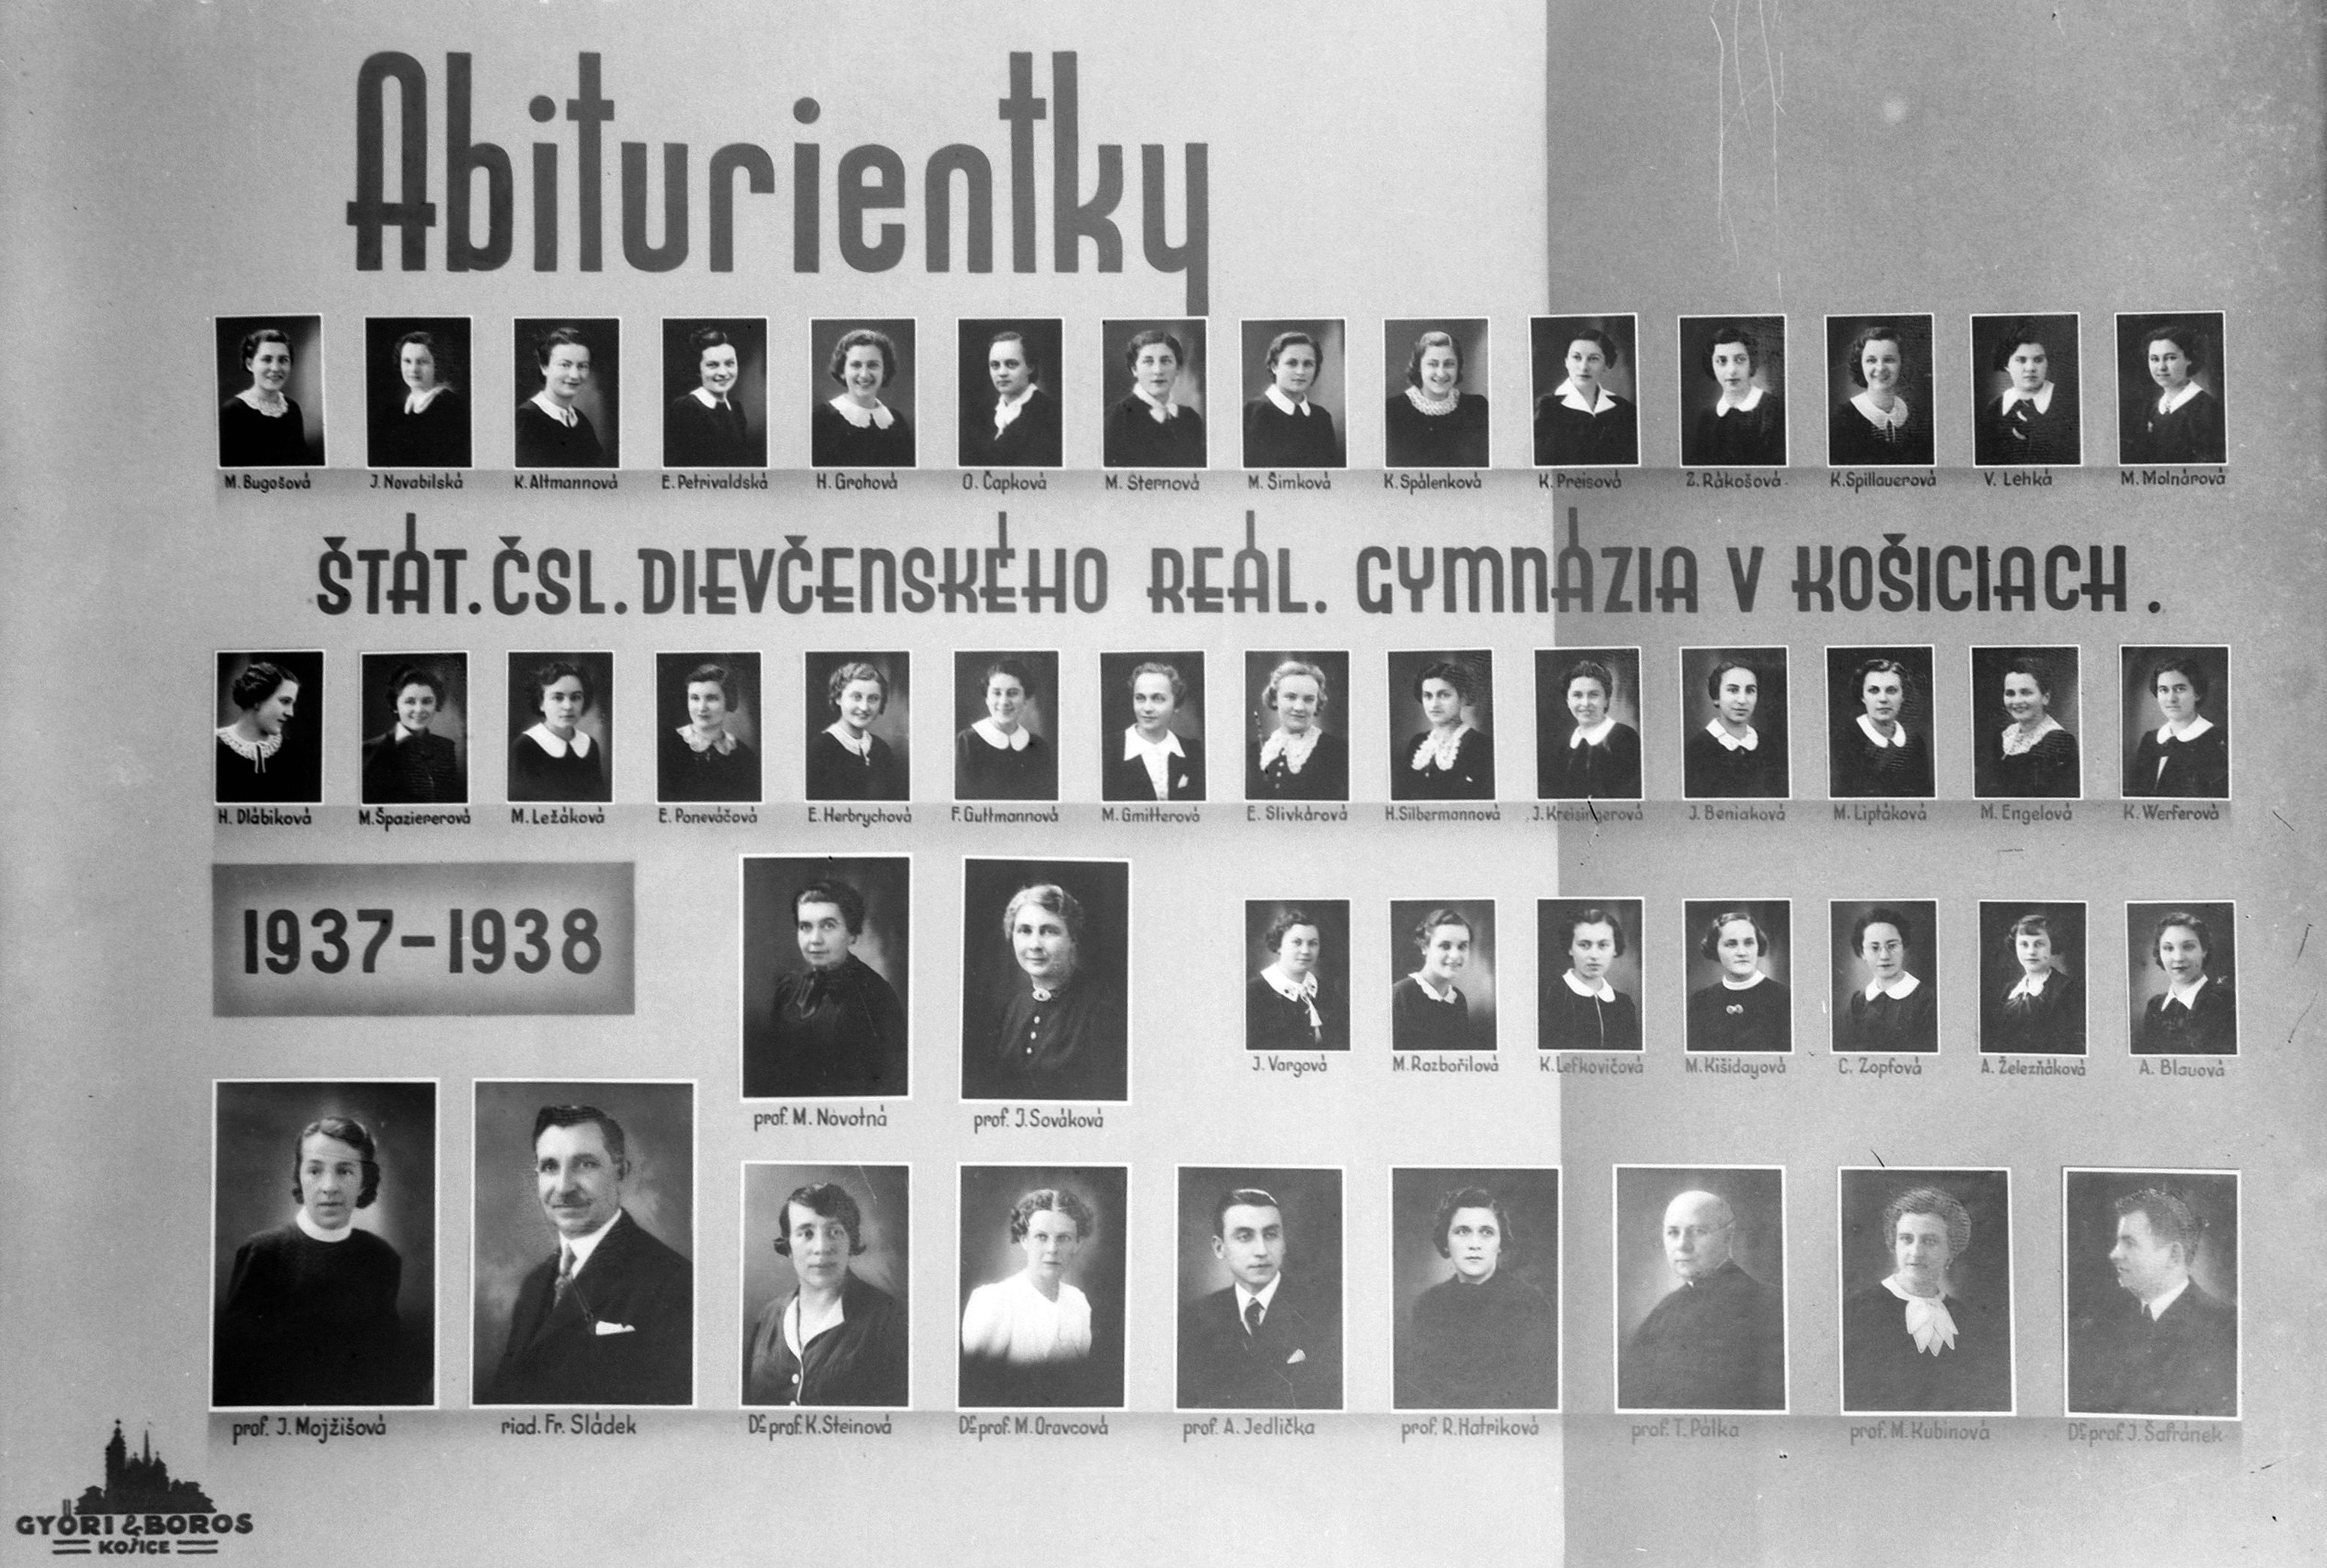 Abiturientky
M. Bugošová J. Novabilská K. Altmannová E. Petrivaldská H. Grohová O. Čapková M. Sternová M. Šimková K. Spálenková K. Preisová Z. Rákošová K. Spillauerová V. Lehká M. Molnárová
ŠTÁT. ČSL. DIEVČENSKÉHO REÁL. GYMNÁZIA V KOŠICIACH.
H. Dlábiková M. Špaziererová M. Ležáková E. Poneváčová E. Herbrychová F. Guttmannová M. Gmitterová E. Slivkárová H. Silbermannová J. Kreisingerová J. Beniaková M. Liptáková M. Engelová K. Werferová
1937-1938
J. Vargová M. Razbořilová K. Lefkovičová M. Kišidayová C. Zopfová A. Železňáková A. Blauová
prof. M. Novotná prof. J. Sováková
prof. J. Mojžišová riad. Fr. Sládek Dr prof. K. Steinová Dr prof. M. Oravcová prof. A. Jedlička prof. R. Hatriková prof. T. Pálka prof. M. Kubinová Dr prof. J. Šafránek
GYÖRI & BOROS
KOŠICE